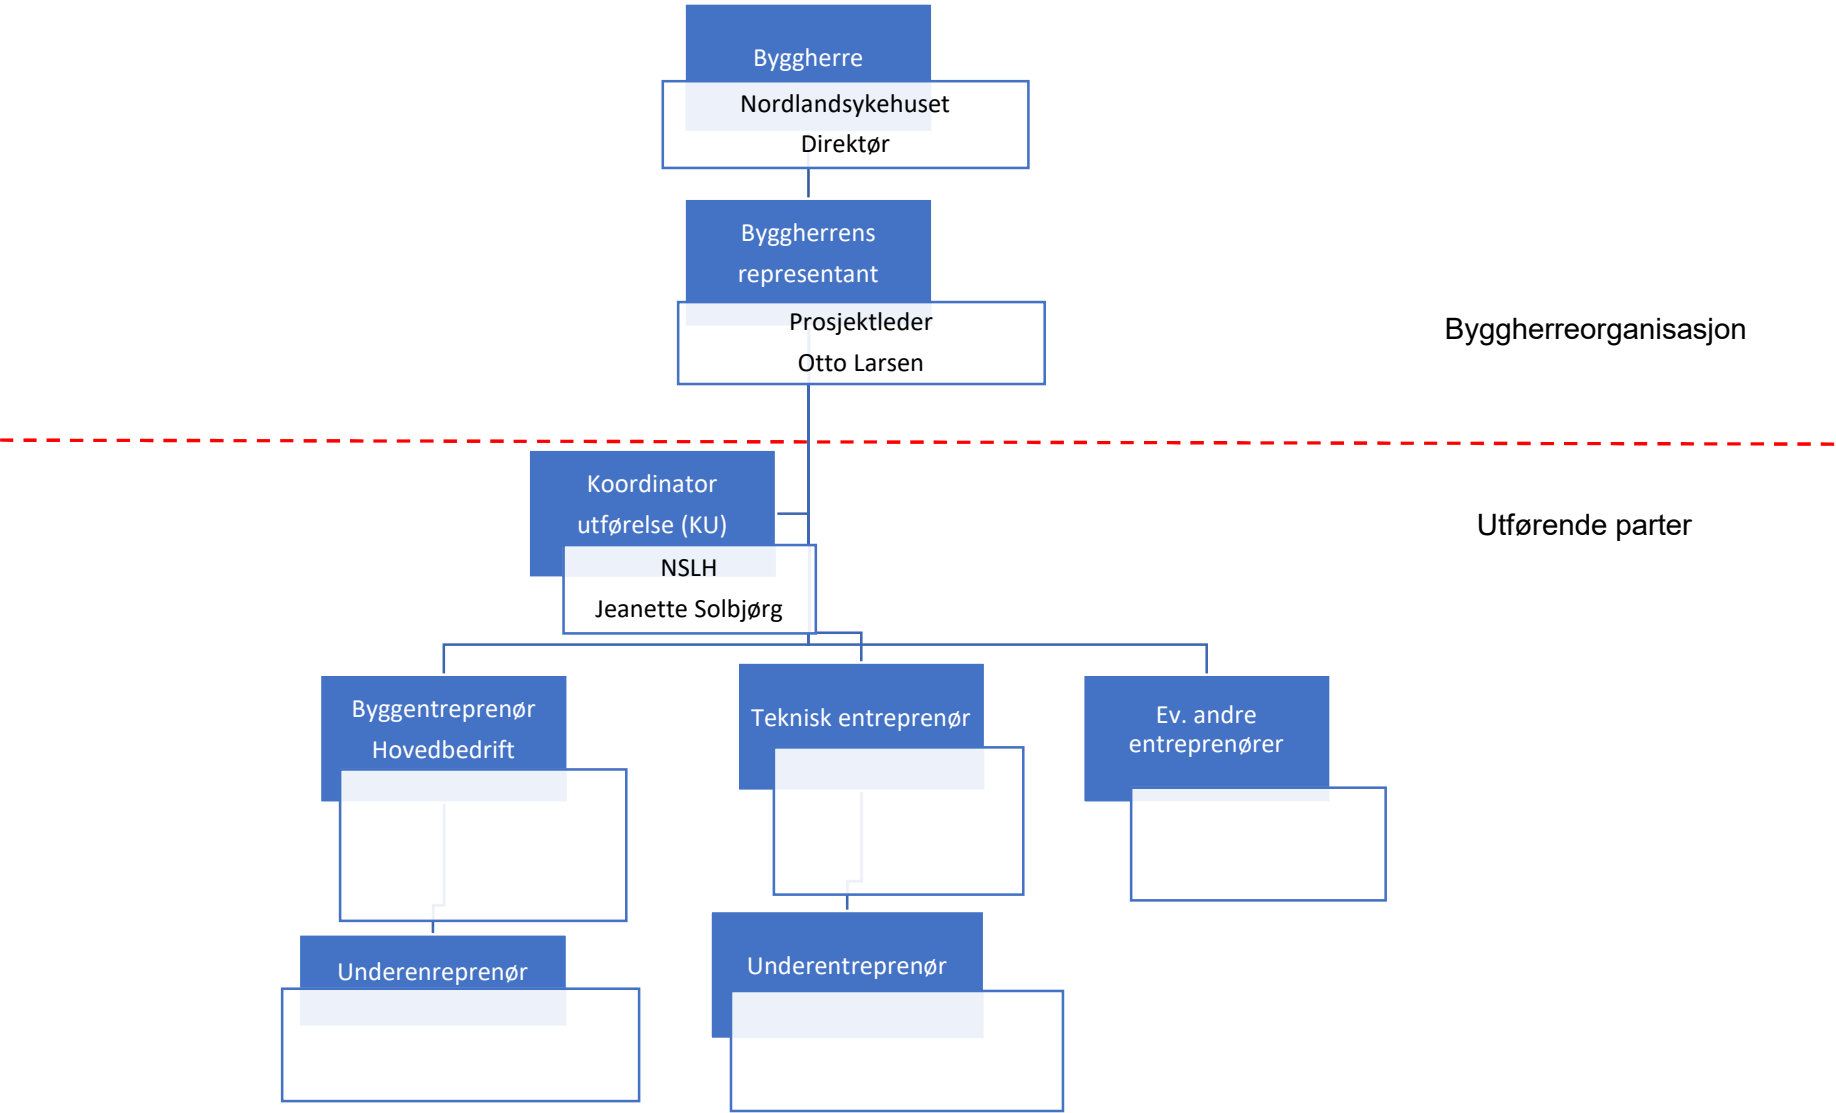 Byggherre
Nordlandsykehuset
Direktør
Byggherrens
representant
Prosjektleder
Otto Larsen
Byggherreorganisasjon
Koordinator
utførelse (KU)
NSLH
Jeanette Solbjørg
Utførende parter
Byggentreprenør
Hovedbedrift
Teknisk entreprenør
Ev. andre
entreprenører
Underenreprenør
Underentreprenør